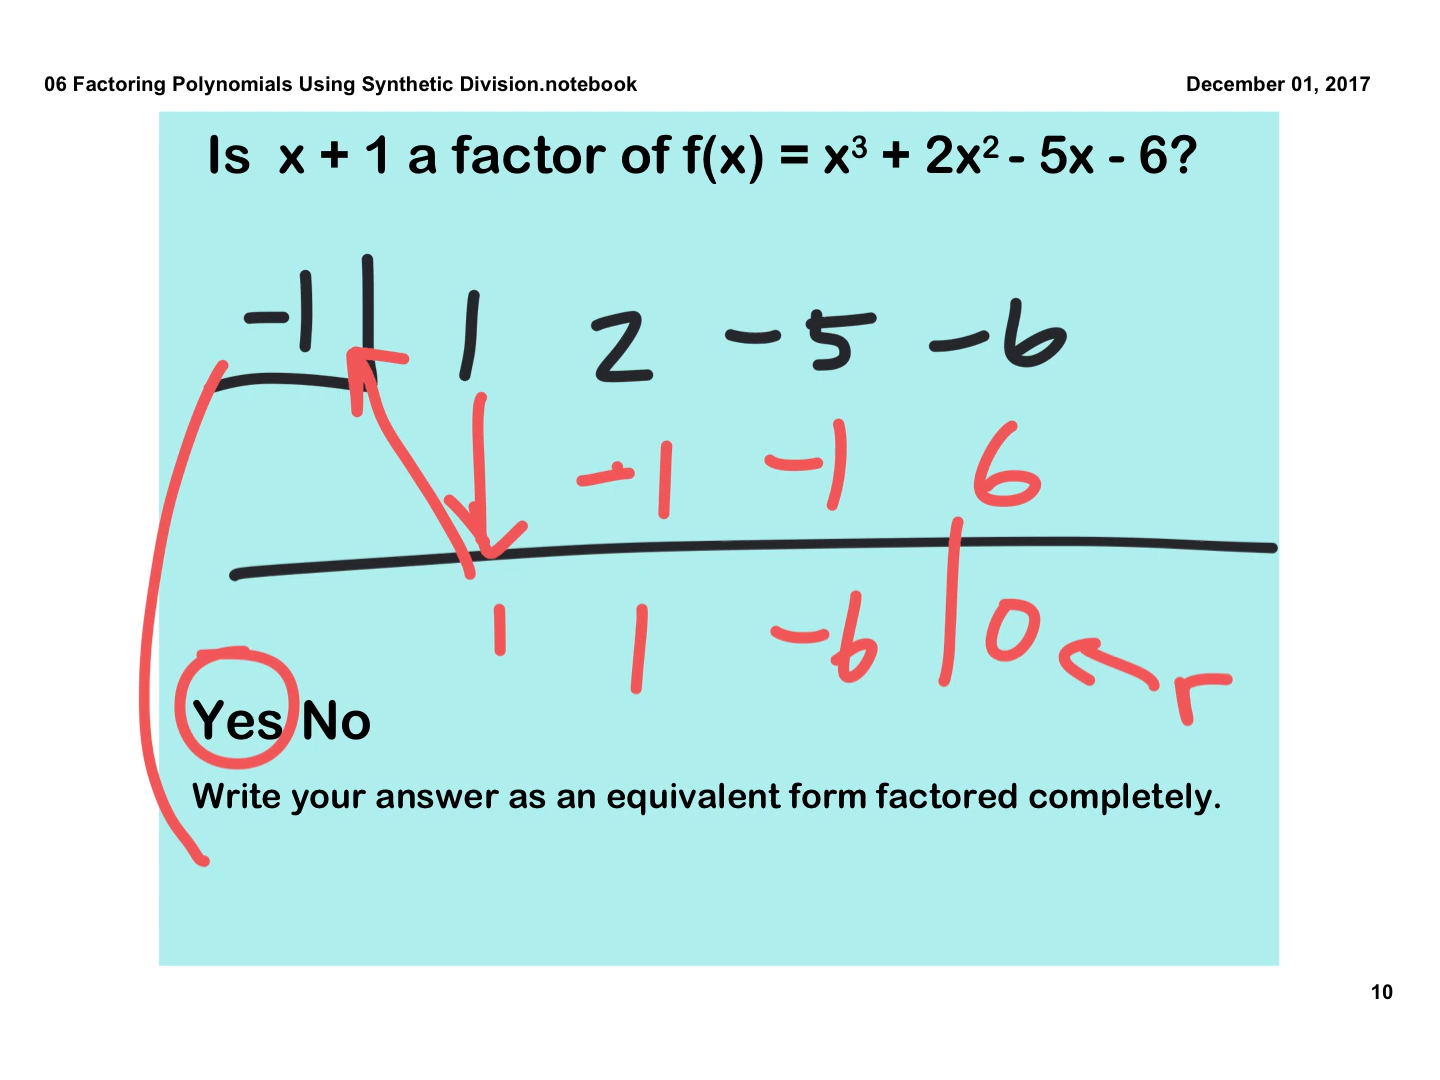 06 Factoring Polynomials Using Synthetic Division.notebook
December 01, 2017
Is x + 1 a factor of f(x) = x³ + 2x² - 5x - 6?
-1 | 1 2 -5 -6
-1 -1 6
1 1 -6 | 0 r
Yes No
Write your answer as an equivalent form factored completely.
10